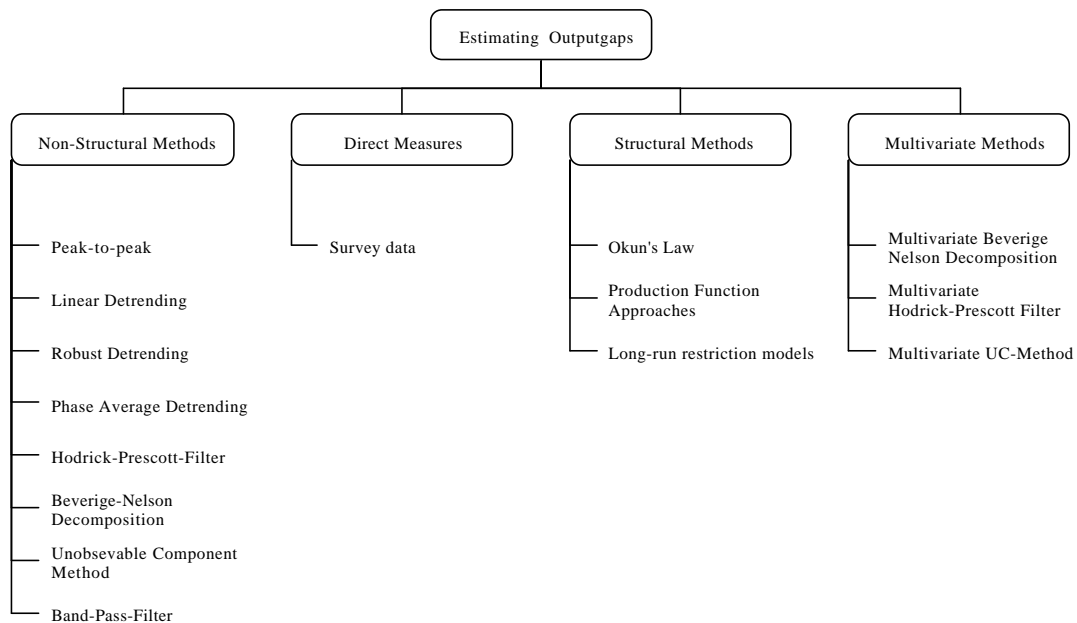 Estimating Outputgaps
Non-Structural Methods
Direct Measures
Structural Methods
Multivariate Methods
Peak-to-peak
Linear Detrending
Robust Detrending
Phase Average Detrending
Hodrick-Prescott-Filter
Beverige-Nelson
Decomposition
Unobsevable Component
Method
Band-Pass-Filter
Survey data
Okun's Law
Production Function
Approaches
Long-run restriction models
Multivariate Beverige
Nelson Decomposition
Multivariate
Hodrick-Prescott Filter
Multivariate UC-Method